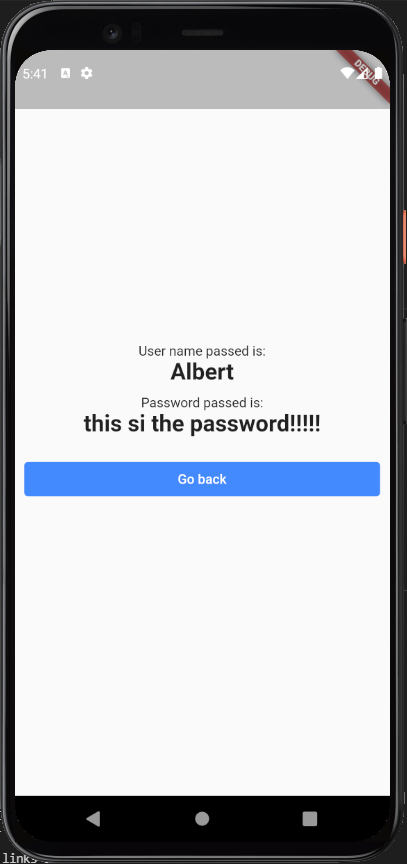 5:41
DEBUG
User name passed is:
Albert
Password passed is:
this si the password!!!!!
Go back
links